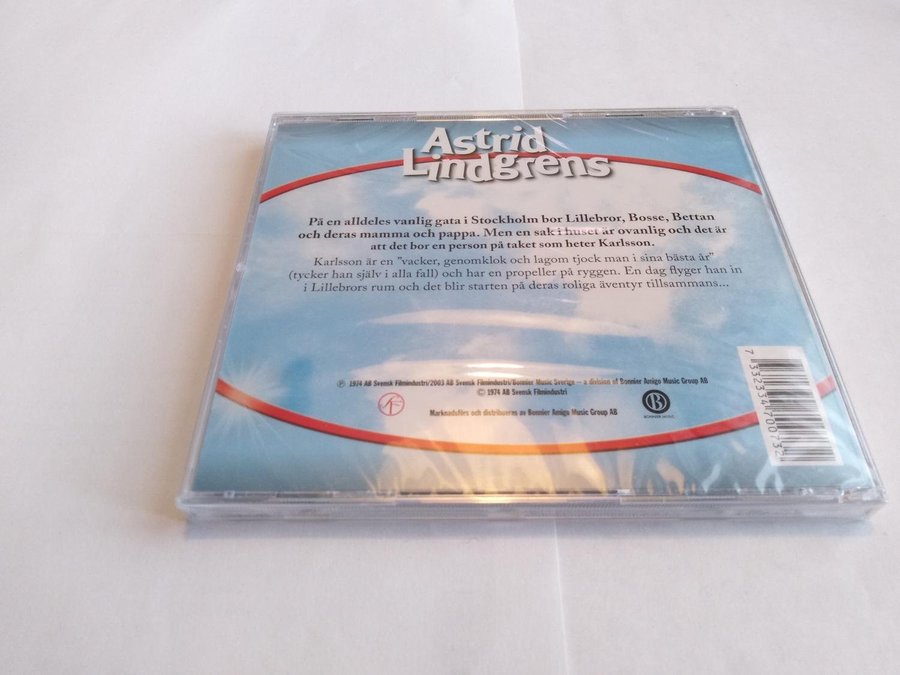 Astrid
Lindgrens
På en alldeles vanlig gata i Stockholm bor Lillebror, Bosse, Bettan
och deras mamma och pappa. Men en sak i huset är ovanlig och det är
att det bor en person på taket som heter Karlsson.
Karlsson är en "vacker, genomklok och lagom tjock man i sina bästa år"
(tycker han själv i alla fall) och har en propeller på ryggen. En dag flyger han in
i Lillebrors rum och det blir starten på deras roliga äventyr tillsammans...
℗ 1974 AB Svensk Filmindustri/2003 AB Svensk Filmindustri/Bonnier Music Sverige – a division of Bonnier Amigo Music Group AB
© 1974 AB Svensk Filmindustri
Marknadsförs och distribueras av Bonnier Amigo Music Group AB
B
BONNIER MUSIC
7 332334 700732